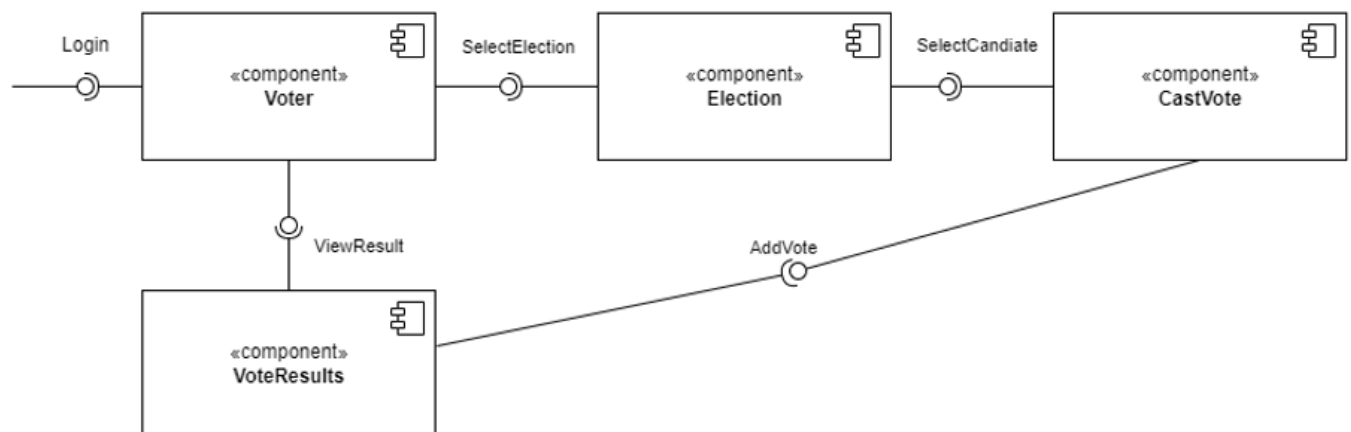 Login
«component»
Voter
SelectElection
«component»
Election
SelectCandiate
«component»
CastVote
ViewResult
AddVote
«component»
VoteResults